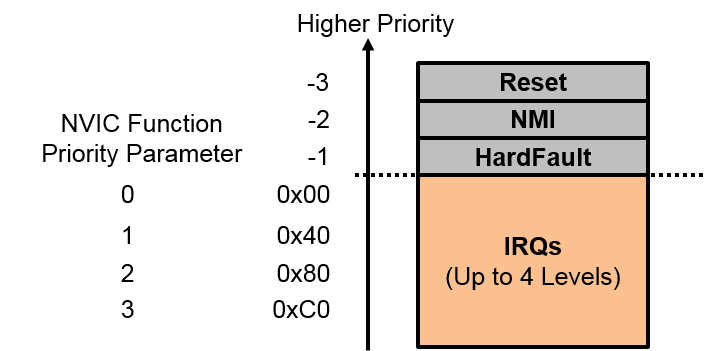 Higher Priority
-3 Reset
-2 NMI
NVIC Function
Priority Parameter
-1 HardFault
0 0x00
1 0x40
IRQs
(Up to 4 Levels)
2 0x80
3 0xC0